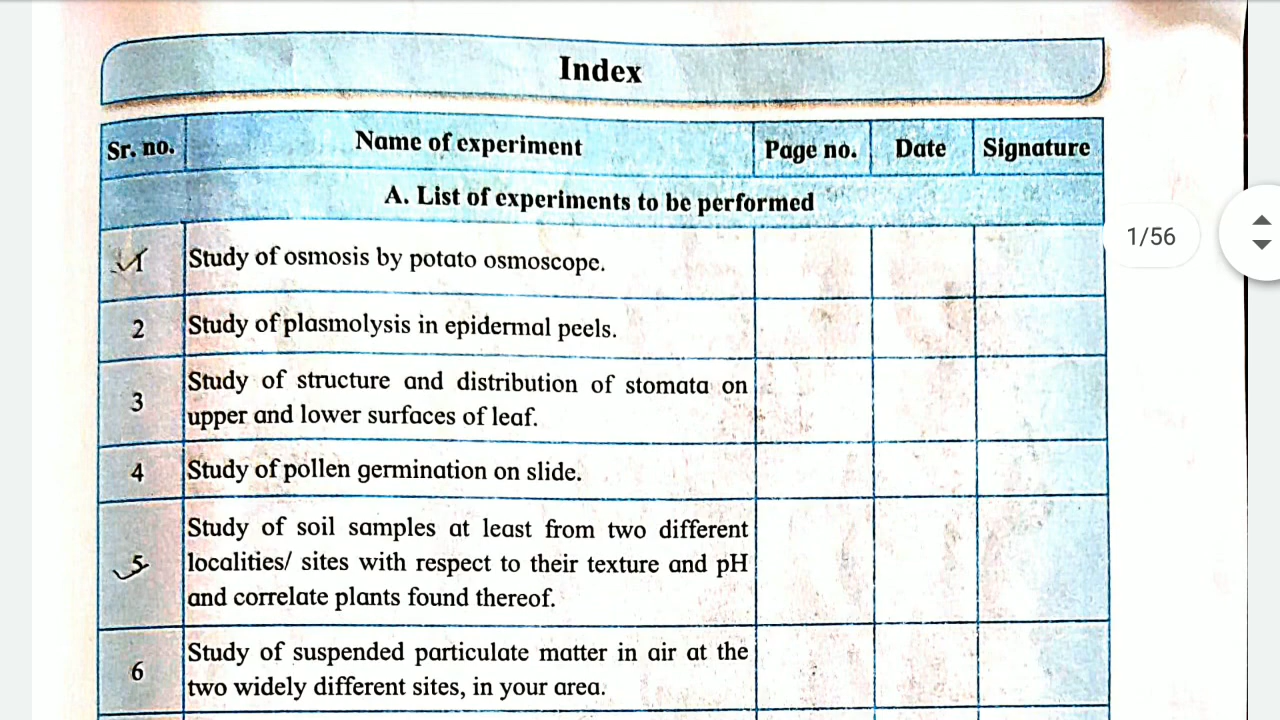 Index
Sr. no. Name of experiment Page no. Date Signature
A. List of experiments to be performed
1 Study of osmosis by potato osmoscope.
2 Study of plasmolysis in epidermal peels.
3 Study of structure and distribution of stomata on
upper and lower surfaces of leaf.
4 Study of pollen germination on slide.
5 Study of soil samples at least from two different
localities/ sites with respect to their texture and pH
and correlate plants found thereof.
6 Study of suspended particulate matter in air at the
two widely different sites, in your area.
1/56